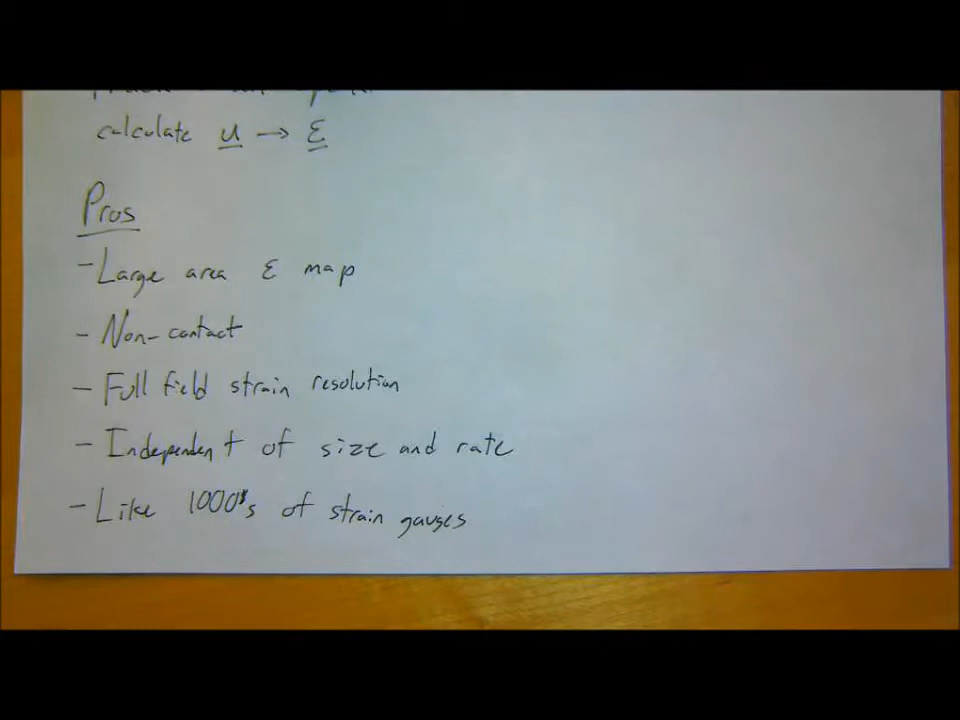 calculate u → ε
Pros
- Large area ε map
- Non-contact
- Full field strain resolution
- Independent of size and rate
- Like 1000's of strain gauges